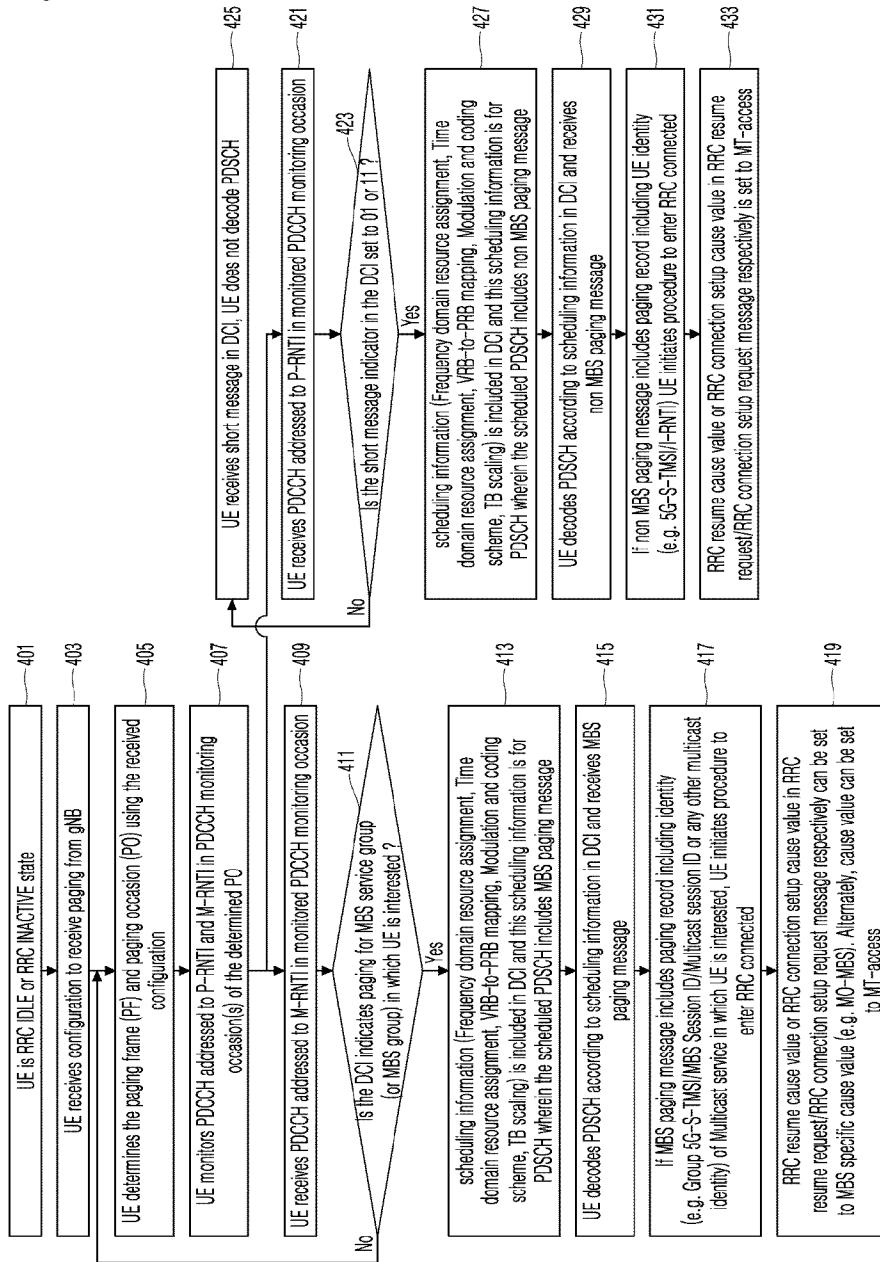 UE is RRC IDLE or RRC INACTIVE state
401
UE receives configuration to receive paging from gNB
403
UE determines the paging frame (PF) and paging occasion (PO) using the received
configuration
405
UE monitors PDCCH addressed to P-RNTI and M-RNTI in PDCCH monitoring
occasion(s) of the determined PO
407
UE receives PDCCH addressed to M-RNTI in monitored PDCCH monitoring occasion
409
Is the DCI indicates paging for MBS service group
(or MBS group) in which UE is interested ?
411
No
Yes
scheduling information (Frequency domain resource assignment, Time
domain resource assignment, VRB-to-PRB mapping, Modulation and coding
scheme, TB scaling) is included in DCI and this scheduling information is for
PDSCH wherein the scheduled PDSCH includes MBS paging message
413
UE decodes PDSCH according to scheduling information in DCI and receives MBS
paging message
415
If MBS paging message includes paging record including identity
(e.g. Group 5G-S-TMSI/MBS Session ID/Multicast session ID or any other multicast
identity) of Multicast service in which UE is interested, UE initiates procedure to
enter RRC connected
417
RRC resume cause value or RRC connection setup cause value in RRC
resume request/RRC connection setup request message respectively can be set
to MBS specific cause value (e.g. MO-MBS). Alternately, cause value can be set
to MT-access
419
UE receives short message in DCI, UE does not decode PDSCH
425
UE receives PDCCH addressed to P-RNTI in monitored PDCCH monitoring occasion
421
Is the short message indicator in the DCI set to 01 or 11 ?
423
No
Yes
scheduling information (Frequency domain resource assignment, Time
domain resource assignment, VRB-to-PRB mapping, Modulation and coding
scheme, TB scaling) is included in DCI and this scheduling information is for
PDSCH wherein the scheduled PDSCH includes non MBS paging message
427
UE decodes PDSCH according to scheduling information in DCI and receives
non MBS paging message
429
If non MBS paging message includes paging record including UE identity
(e.g. 5G-S-TMSI/I-RNTI) UE initiates procedure to enter RRC connected
431
RRC resume cause value or RRC connection setup cause value in RRC resume
request/RRC connection setup request message respectively is set to MT-access
433